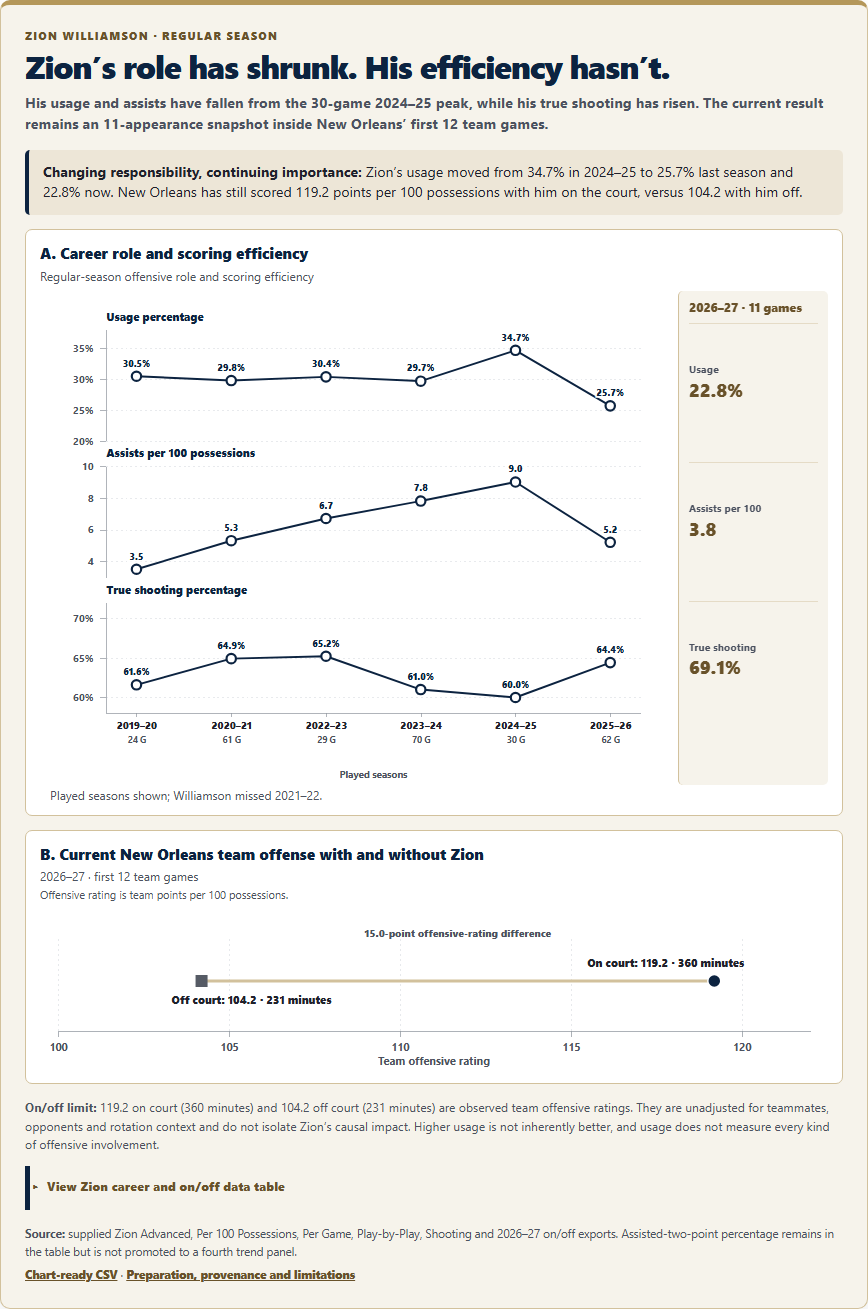 ZION WILLIAMSON · REGULAR SEASON
Zion’s role has shrunk. His efficiency hasn’t.
His usage and assists have fallen from the 30-game 2024–25 peak, while his true shooting has risen. The current result
remains an 11-appearance snapshot inside New Orleans’ first 12 team games.
Changing responsibility, continuing importance: Zion’s usage moved from 34.7% in 2024–25 to 25.7% last season and
22.8% now. New Orleans has still scored 119.2 points per 100 possessions with him on the court, versus 104.2 with him off.
A. Career role and scoring efficiency
Regular-season offensive role and scoring efficiency
2026–27 · 11 games
Usage percentage
35%
30%
25%
20%
30.5%
29.8%
30.4%
29.7%
34.7%
25.7%
Usage
22.8%
Assists per 100 possessions
10
8
6
4
3.5
5.3
6.7
7.8
9.0
5.2
Assists per 100
3.8
True shooting percentage
70%
65%
60%
61.6%
64.9%
65.2%
61.0%
60.0%
64.4%
True shooting
69.1%
2019–20
24 G
2020–21
61 G
2022–23
29 G
2023–24
70 G
2024–25
30 G
2025–26
62 G
Played seasons
Played seasons shown; Williamson missed 2021–22.
B. Current New Orleans team offense with and without Zion
2026–27 · first 12 team games
Offensive rating is team points per 100 possessions.
15.0-point offensive-rating difference
On court: 119.2 · 360 minutes
Off court: 104.2 · 231 minutes
100
105
110
115
120
Team offensive rating
On/off limit: 119.2 on court (360 minutes) and 104.2 off court (231 minutes) are observed team offensive ratings. They are unadjusted for teammates,
opponents and rotation context and do not isolate Zion’s causal impact. Higher usage is not inherently better, and usage does not measure every kind
of offensive involvement.
▸ View Zion career and on/off data table
Source: supplied Zion Advanced, Per 100 Possessions, Per Game, Play-by-Play, Shooting and 2026–27 on/off exports. Assisted-two-point percentage remains in
the table but is not promoted to a fourth trend panel.
Chart-ready CSV · Preparation, provenance and limitations